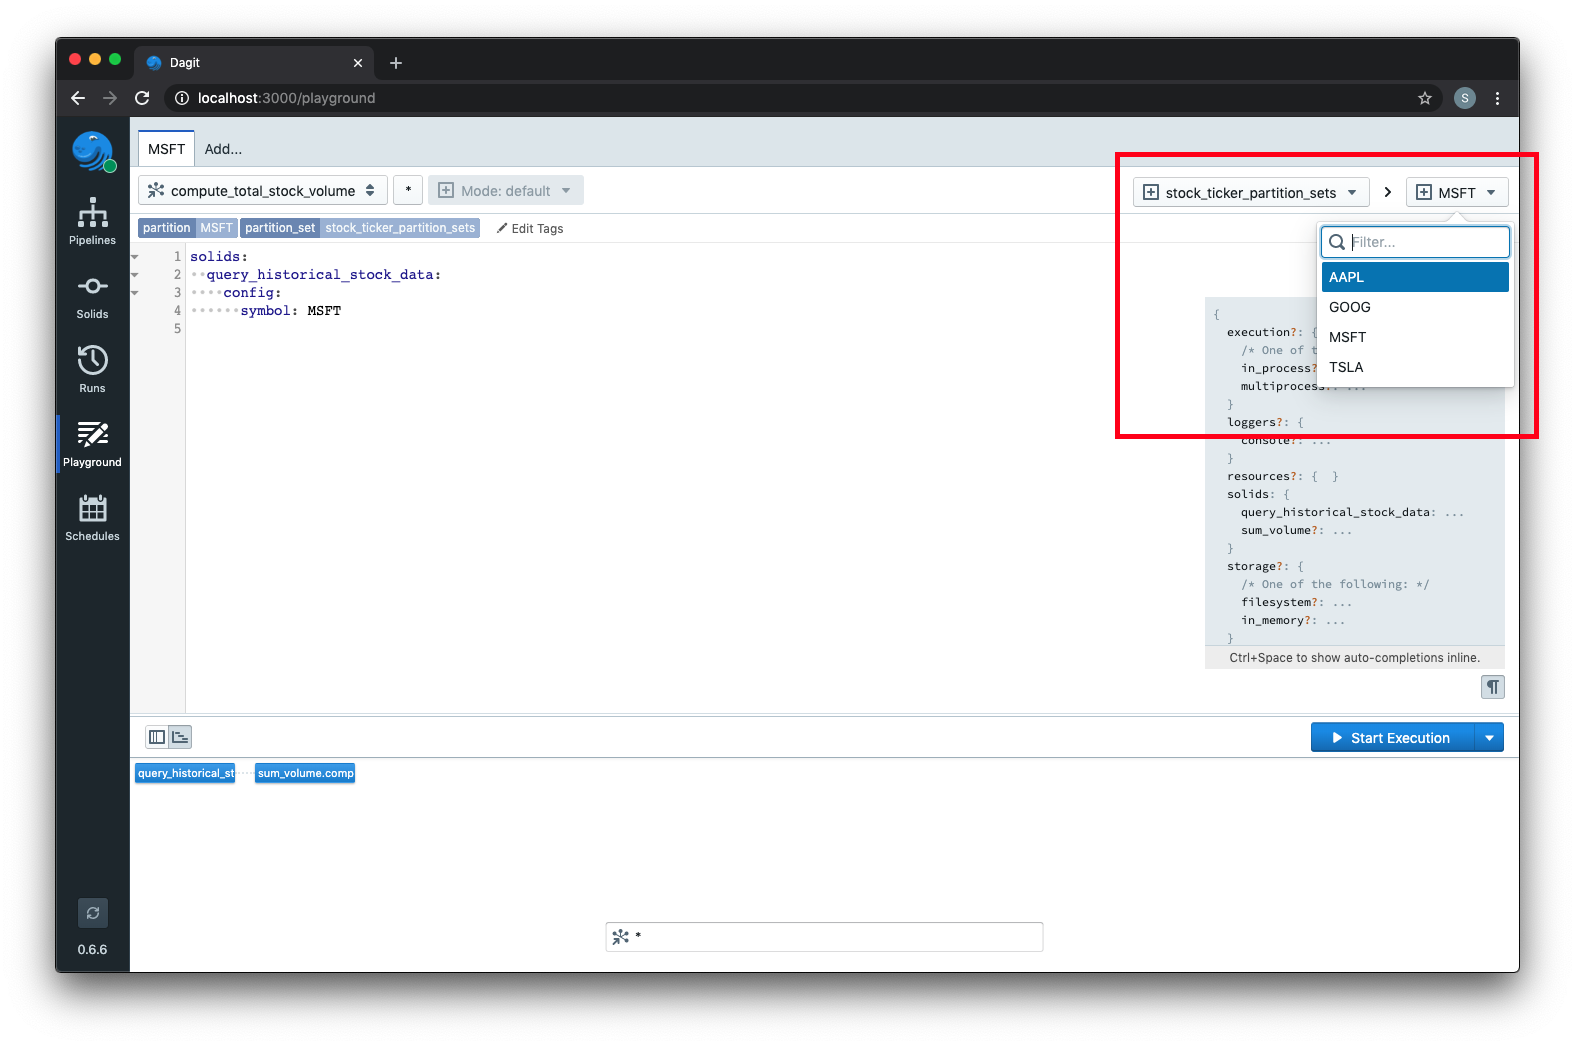 Dagit
localhost:3000/playground
S
MSFT Add...
compute_total_stock_volume * Mode: default stock_ticker_partition_sets MSFT
partition MSFT partition_set stock_ticker_partition_sets Edit Tags
Filter...
AAPL
GOOG
MSFT
TSLA
Pipelines
Solids
Runs
Playground
Schedules
0.6.6
1 solids:
2 query_historical_stock_data:
3 config:
4 symbol: MSFT
5
{
execution?: {
/* One of t
in_process?
multiprocess?: ...
}
loggers?: {
console?: ...
}
resources?: { }
solids: {
query_historical_stock_data: ...
sum_volume?: ...
}
storage?: {
/* One of the following: */
filesystem?: ...
in_memory?: ...
}
Ctrl+Space to show auto-completions inline.
Start Execution
query_historical_st sum_volume.comp
*